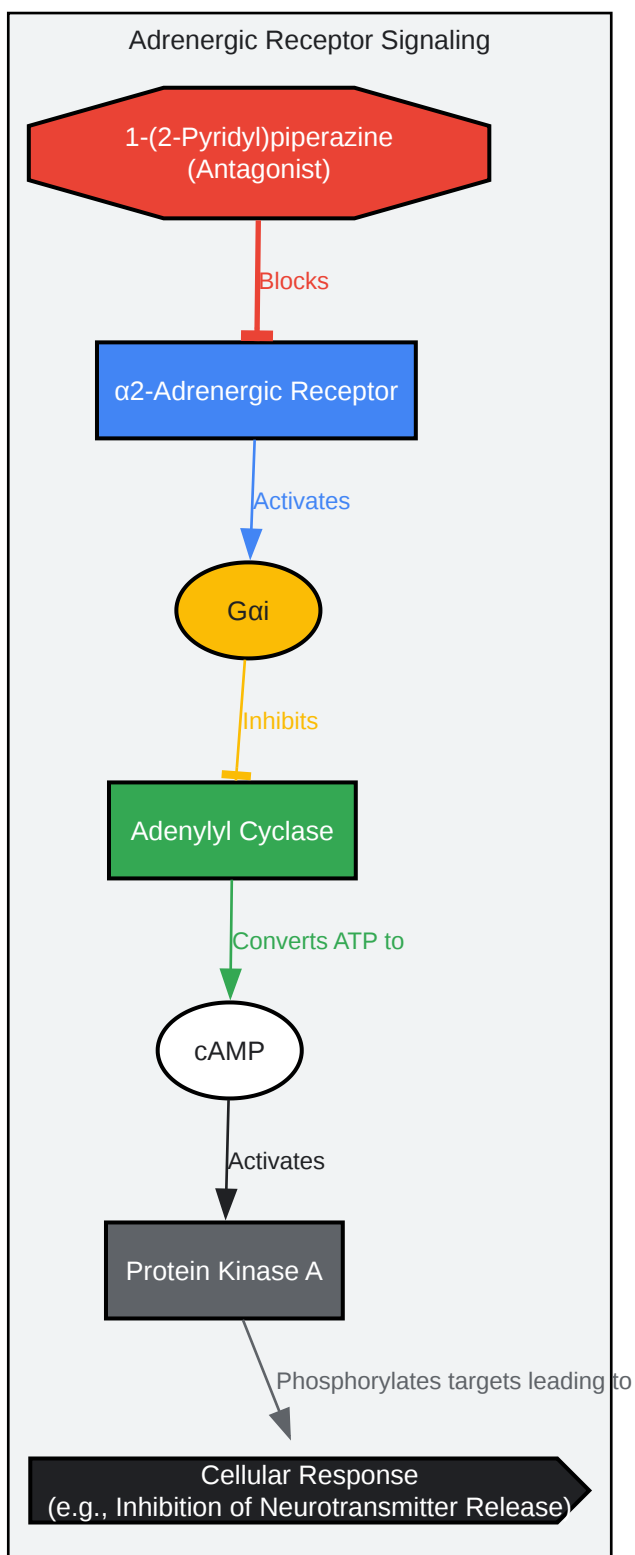 Adrenergic Receptor Signaling
1-(2-Pyridyl)piperazine
(Antagonist)
Blocks
α2-Adrenergic Receptor
Activates
Gαi
Inhibits
Adenylyl Cyclase
Converts ATP to
cAMP
Activates
Protein Kinase A
Phosphorylates targets leading to
Cellular Response
(e.g., Inhibition of Neurotransmitter Release)